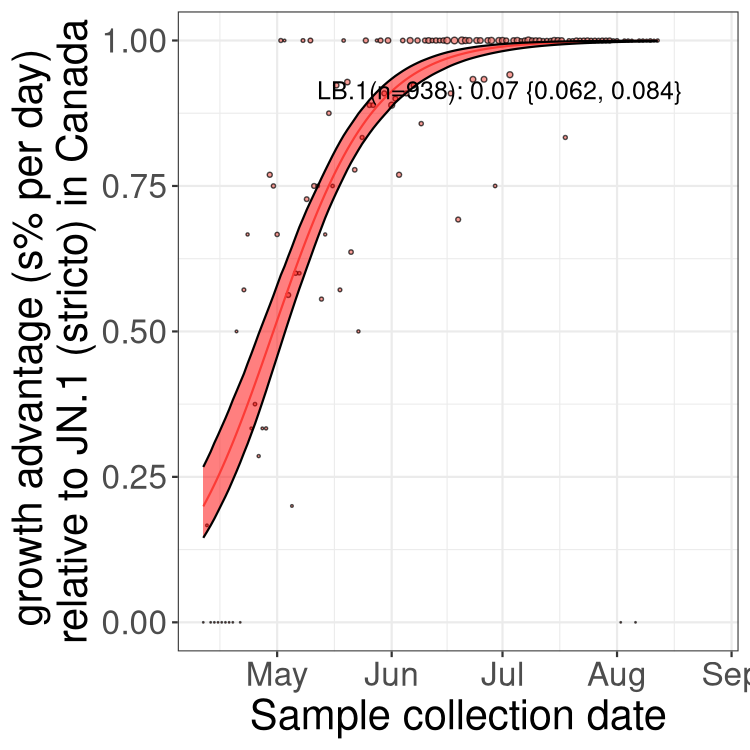 growth advantage (s% per day)
relative to JN.1 (stricto) in Canada
1.00
0.75
0.50
0.25
0.00
LB.1(n=938): 0.07 {0.062, 0.084}
May Jun Jul Aug Sep
Sample collection date